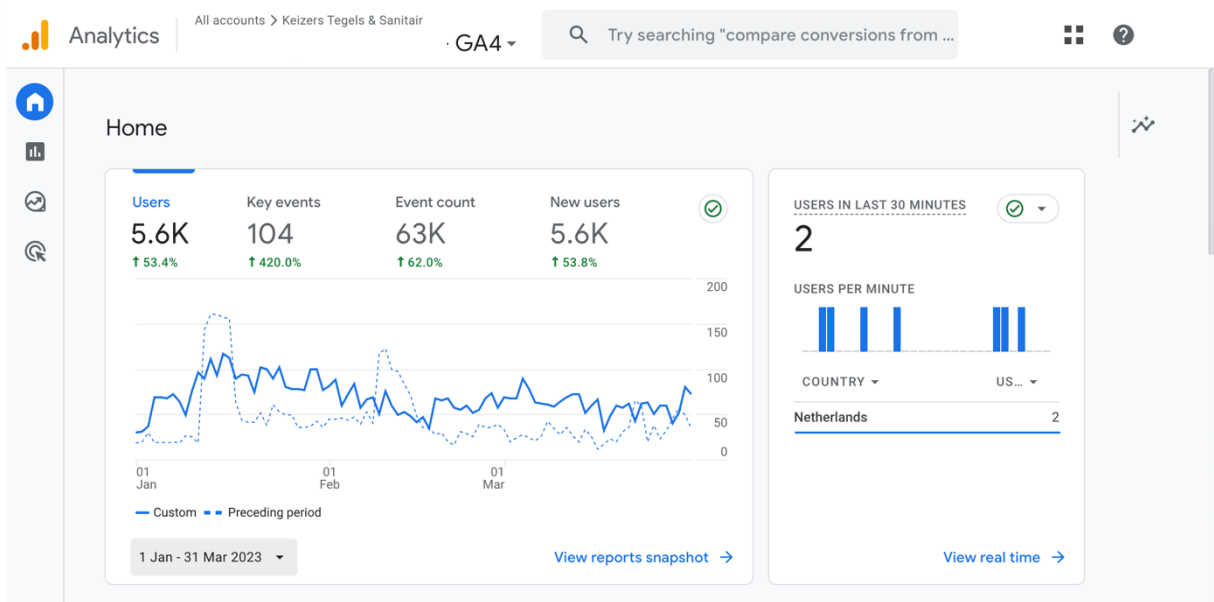 Analytics
All accounts > Keizers Tegels & Sanitair
· GA4
Try searching "compare conversions from ...
Home
Users
5.6K
↑ 53.4%
Key events
104
↑ 420.0%
Event count
63K
↑ 62.0%
New users
5.6K
↑ 53.8%
200
150
100
50
0
01
Jan
01
Feb
01
Mar
Custom
Preceding period
1 Jan - 31 Mar 2023
View reports snapshot →
USERS IN LAST 30 MINUTES
2
USERS PER MINUTE
COUNTRY
US...
Netherlands 2
View real time →